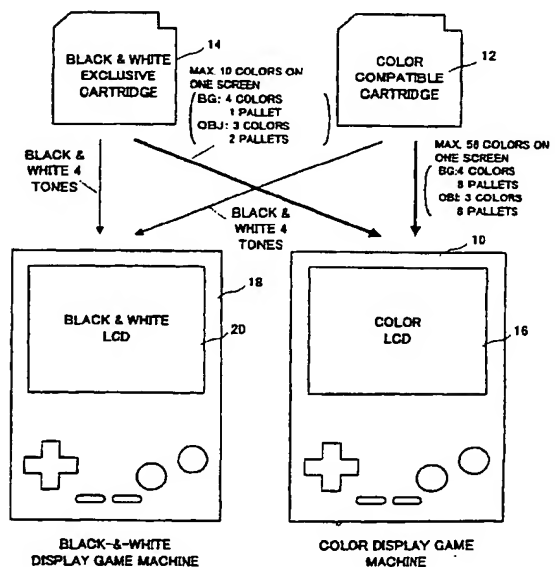 BLACK & WHITE
EXCLUSIVE
CARTRIDGE
14
MAX. 10 COLORS ON
ONE SCREEN
BG: 4 COLORS
1 PALLET
OBJ: 3 COLORS
2 PALLETS
COLOR
COMPATIBLE
CARTRIDGE
12
BLACK &
WHITE 4
TONES
BLACK &
WHITE 4
TONES
MAX. 56 COLORS ON
ONE SCREEN
BG:4 COLORS
8 PALLETS
OBJ: 3 COLORS
8 PALLETS
BLACK & WHITE
LCD
18
20
COLOR
LCD
10
16
BLACK-&-WHITE
DISPLAY GAME MACHINE
COLOR DISPLAY GAME
MACHINE